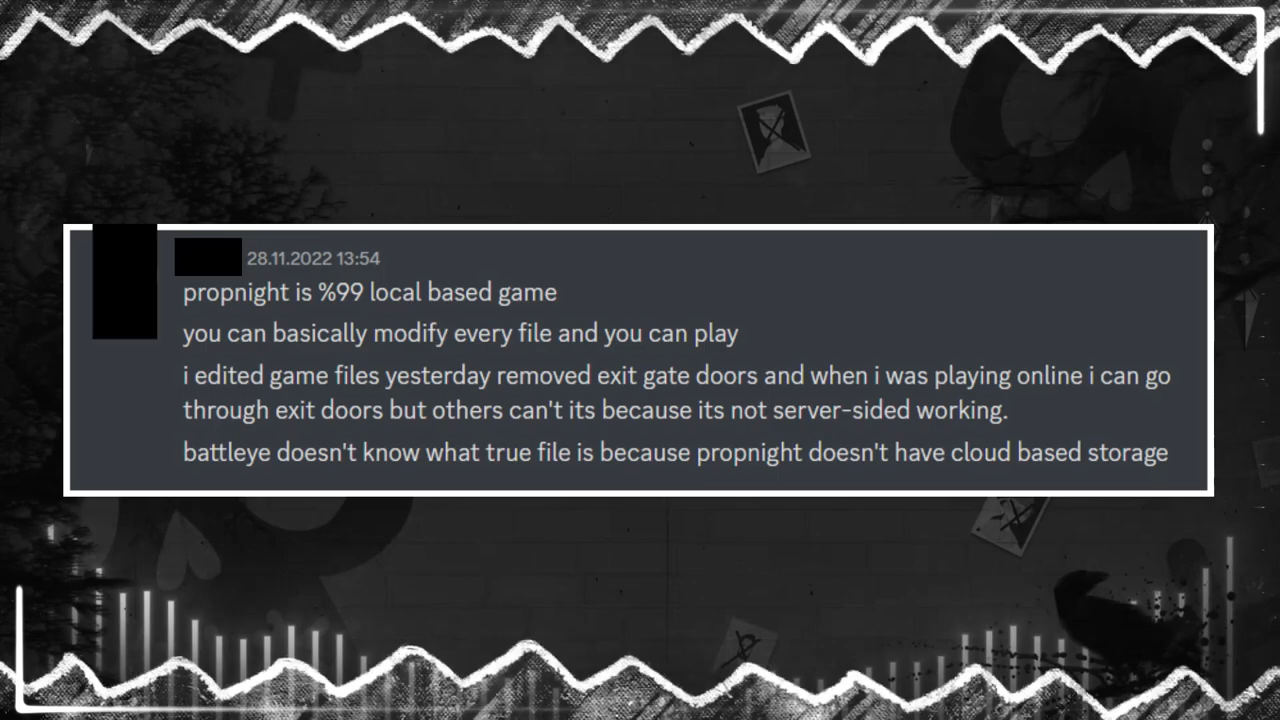 28.11.2022 13:54
propnight is %99 local based game
you can basically modify every file and you can play
i edited game files yesterday removed exit gate doors and when i was playing online i can go
through exit doors but others can't its because its not server-sided working.
battleye doesn't know what true file is because propnight doesn't have cloud based storage